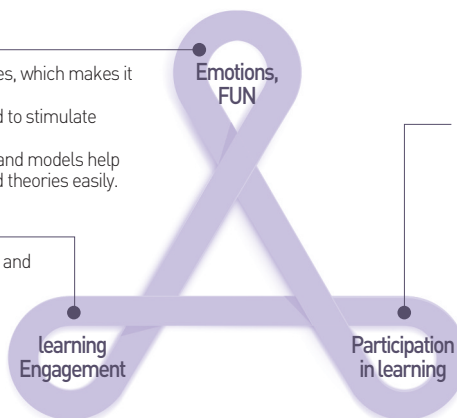 es, which makes it
d to stimulate
and models help
d theories easily.
and
Emotions,
FUN
learning
Engagement
Participation
in learning